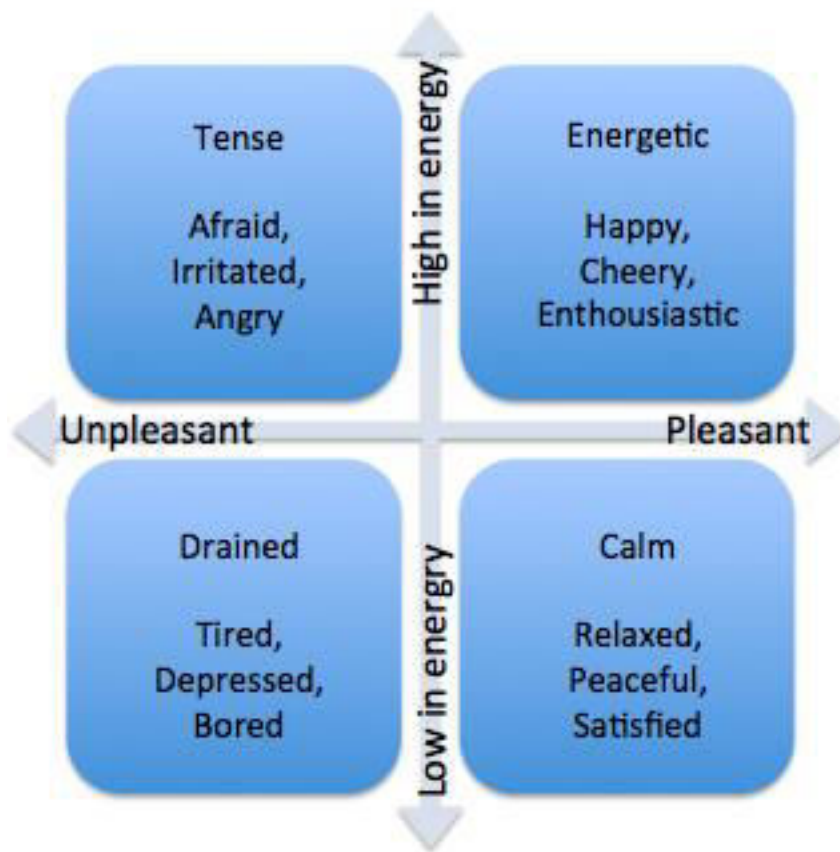 Tense
Afraid,
Irritated,
Angry
High in energy
Energetic
Happy,
Cheery,
Enthousiastic
Unpleasant
Pleasant
Drained
Tired,
Depressed,
Bored
Low in energry
Calm
Relaxed,
Peaceful,
Satisfied